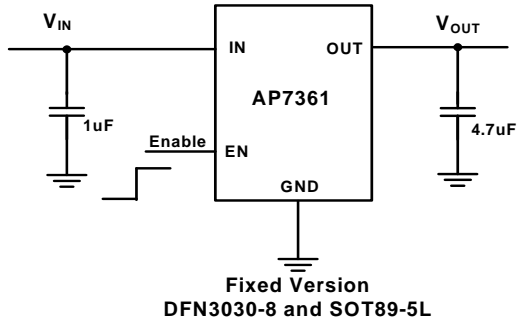 VIN
VOUT
IN
OUT
AP7361
1uF
4.7uF
Enable
EN
GND
Fixed Version
DFN3030-8 and SOT89-5L